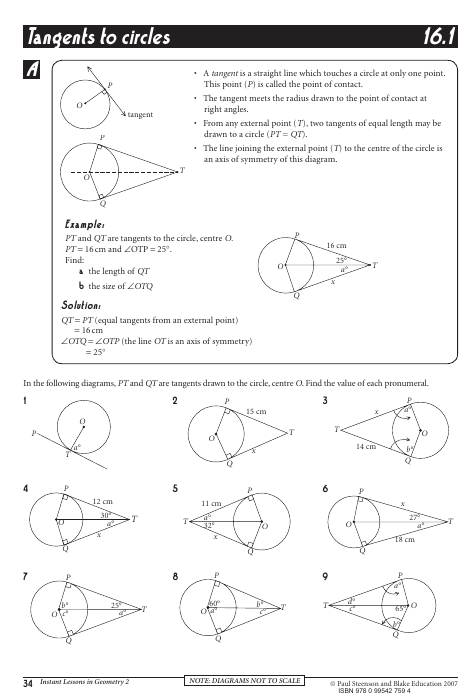 Tangents to circles 16.1
A
P
O
tangent
• A tangent is a straight line which touches a circle at only one point.
This point (P) is called the point of contact.
• The tangent meets the radius drawn to the point of contact at
right angles.
• From any external point (T), two tangents of equal length may be
drawn to a circle (PT = QT).
• The line joining the external point (T) to the centre of the circle is
an axis of symmetry of this diagram.
P
O
T
Q
Example:
PT and QT are tangents to the circle, centre O.
PT = 16 cm and ∠OTP = 25°.
Find:
a the length of QT
b the size of ∠OTQ
P
16 cm
O
25°
a°
T
x
Q
Solution:
QT = PT (equal tangents from an external point)
= 16 cm
∠OTQ = ∠OTP (the line OT is an axis of symmetry)
= 25°
In the following diagrams, PT and QT are tangents drawn to the circle, centre O. Find the value of each pronumeral.
1
O
P
a°
T
2
P
15 cm
O
T
x
Q
3
P
x
a°
T
O
14 cm
b°
Q
4
P
12 cm
O
30°
a°
T
x
Q
5
P
11 cm
T
a°
32°
O
x
Q
6
P
x
O
27°
a°
T
18 cm
Q
7
P
b°
O
c°
25°
a°
T
Q
8
P
60°
O
a°
b°
c°
T
Q
9
P
a°
T
d°
c°
65°
O
b°
Q
34 Instant Lessons in Geometry 2
NOTE: DIAGRAMS NOT TO SCALE
© Paul Steenson and Blake Education 2007
ISBN 978 0 99542 759 4